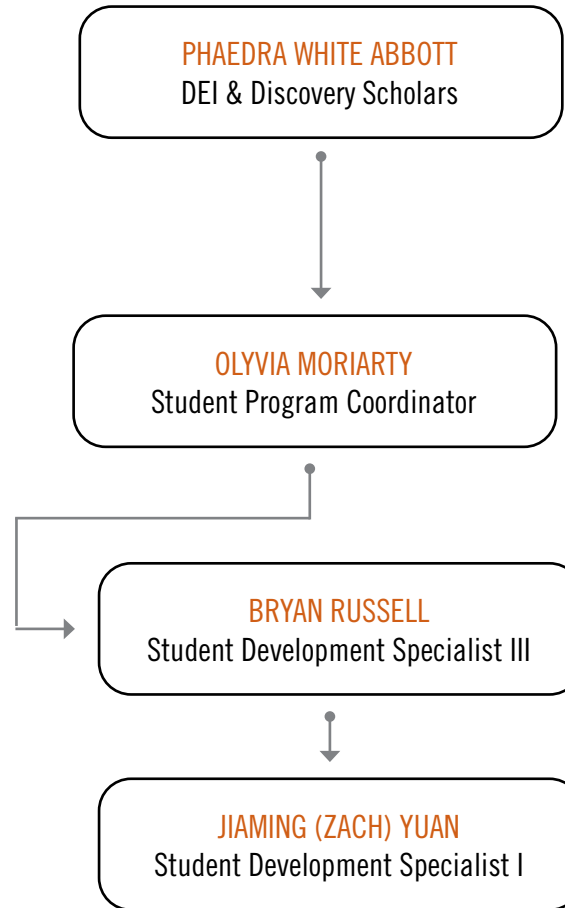 PHAEDRA WHITE ABBOTT
DEI & Discovery Scholars
OLYVIA MORIARTY
Student Program Coordinator
BRYAN RUSSELL
Student Development Specialist III
JIAMING (ZACH) YUAN
Student Development Specialist I